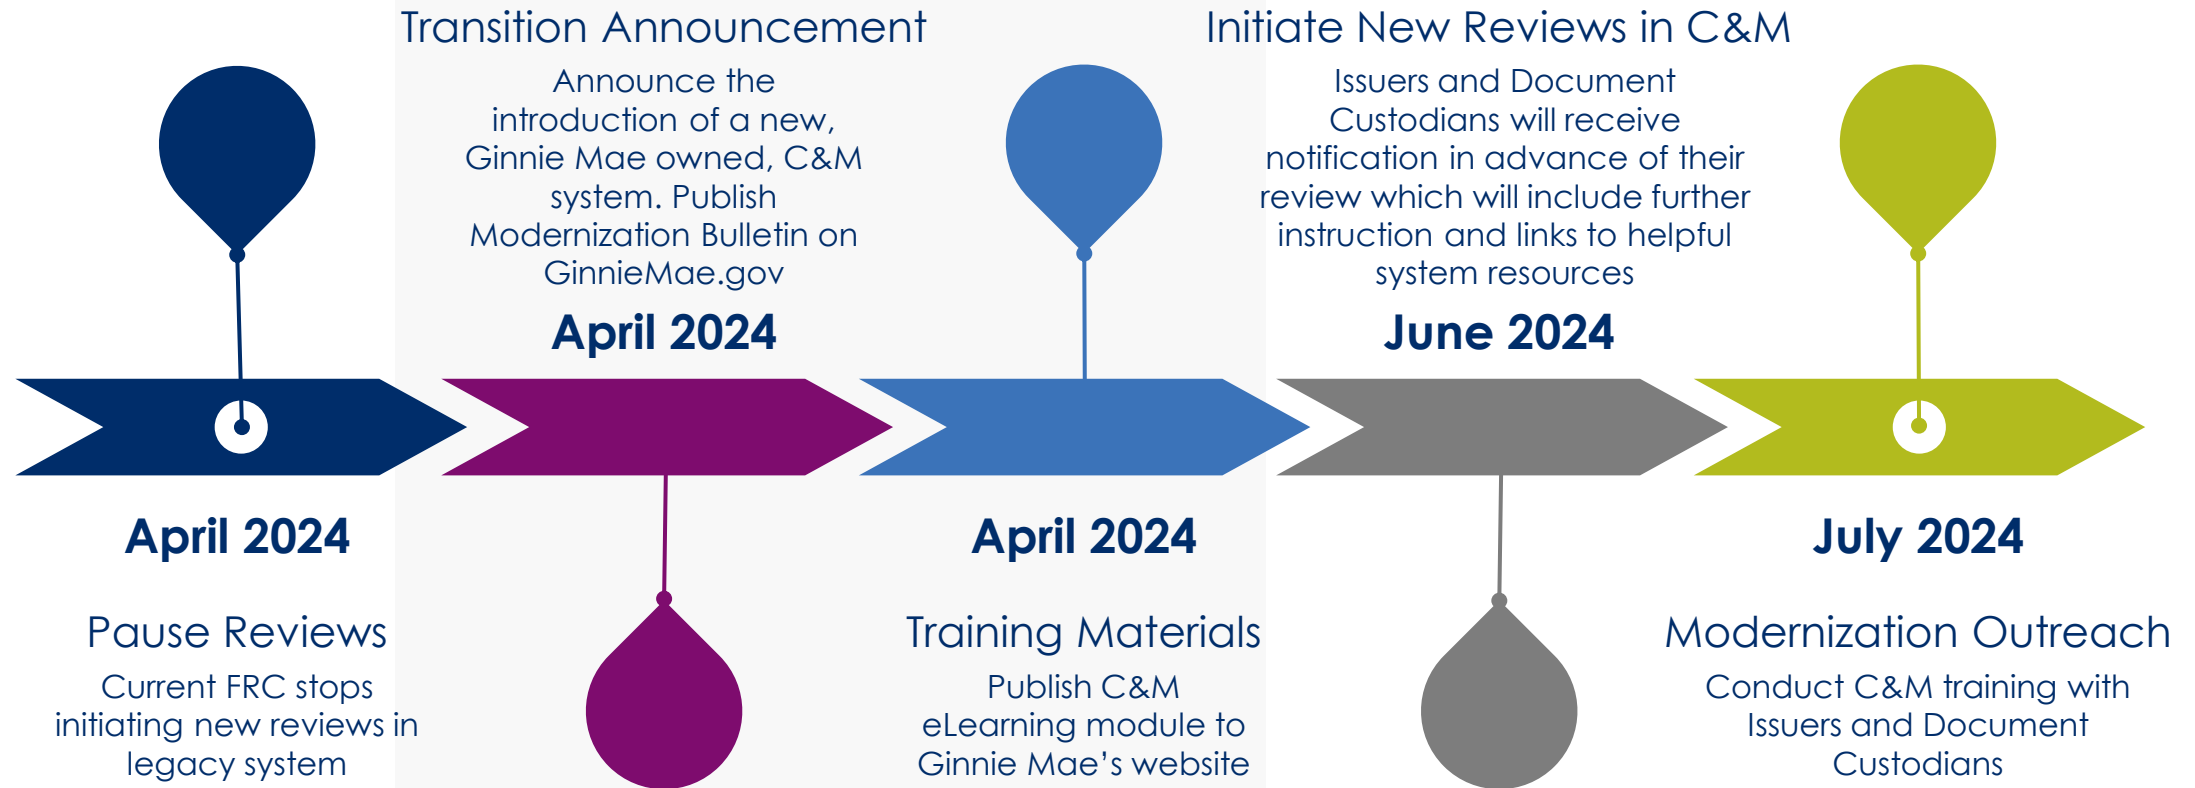 Transition Announcement
Announce the
introduction of a new,
Ginnie Mae owned, C&M
system. Publish
Modernization Bulletin on
GinnieMae.gov
April 2024
Initiate New Reviews in C&M
Issuers and Document
Custodians will receive
notification in advance of their
review which will include further
instruction and links to helpful
system resources
June 2024
April 2024
Pause Reviews
Current FRC stops
initiating new reviews in
legacy system
April 2024
Training Materials
Publish C&M
eLearning module to
Ginnie Mae’s website
July 2024
Modernization Outreach
Conduct C&M training with
Issuers and Document
Custodians